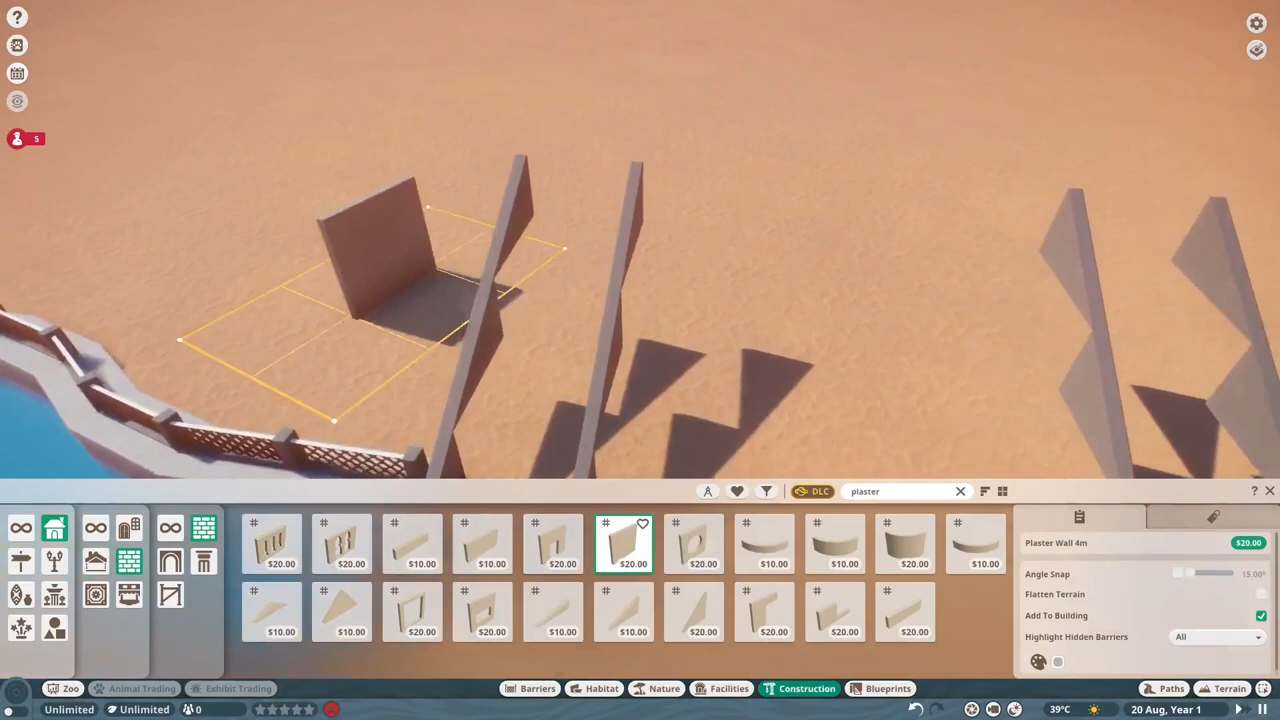 ?
5
DLC
plaster
?
$20.00
$20.00
$10.00
$10.00
$20.00
$20.00
$20.00
$10.00
$10.00
$20.00
$10.00
$10.00
$10.00
$20.00
$20.00
$10.00
$10.00
$20.00
$20.00
$20.00
$20.00
Plaster Wall 4m
$20.00
Angle Snap
15.00°
Flatten Terrain
Add To Building
Highlight Hidden Barriers
All
Zoo
Animal Trading
Exhibit Trading
Barriers
Habitat
Nature
Facilities
Construction
Blueprints
Paths
Terrain
Unlimited
Unlimited
0
39°C
20 Aug, Year 1